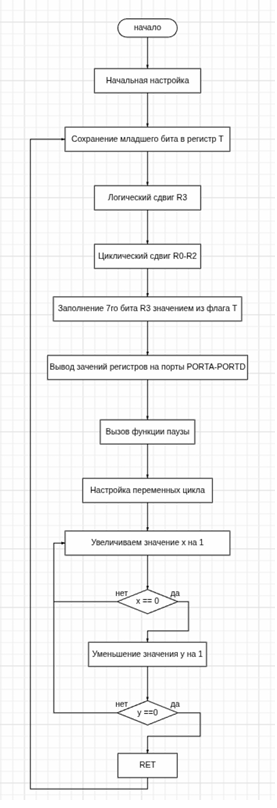 начало
Начальная настройка
Сохранение младшего бита в регистр Т
Логический сдвиг R3
Циклический сдвиг R0-R2
Заполнение 7го бита R3 значением из флага Т
Вывод зачений регистров на порты PORTA-PORTD
Вызов функции паузы
Настройка переменных цикла
Увеличиваем значение x на 1
нет
да
x == 0
Уменьшение значения y на 1
нет
да
y ==0
RET